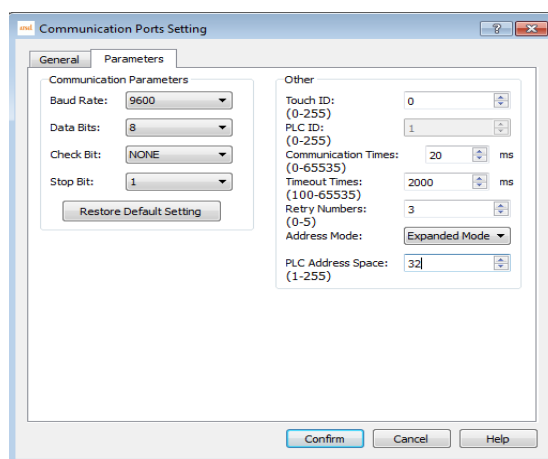 Communication Ports Setting
General
Parameters
Communication Parameters
Baud Rate: 9600
Data Bits: 8
Check Bit: NONE
Stop Bit: 1
Restore Default Setting
Other
Touch ID: 0
(0-255)
PLC ID: 1
(0-255)
Communication Times: 20 ms
(0-65535)
Timeout Times: 2000 ms
(100-65535)
Retry Numbers: 3
(0-5)
Address Mode: Expanded Mode
PLC Address Space: 32
(1-255)
Confirm
Cancel
Help